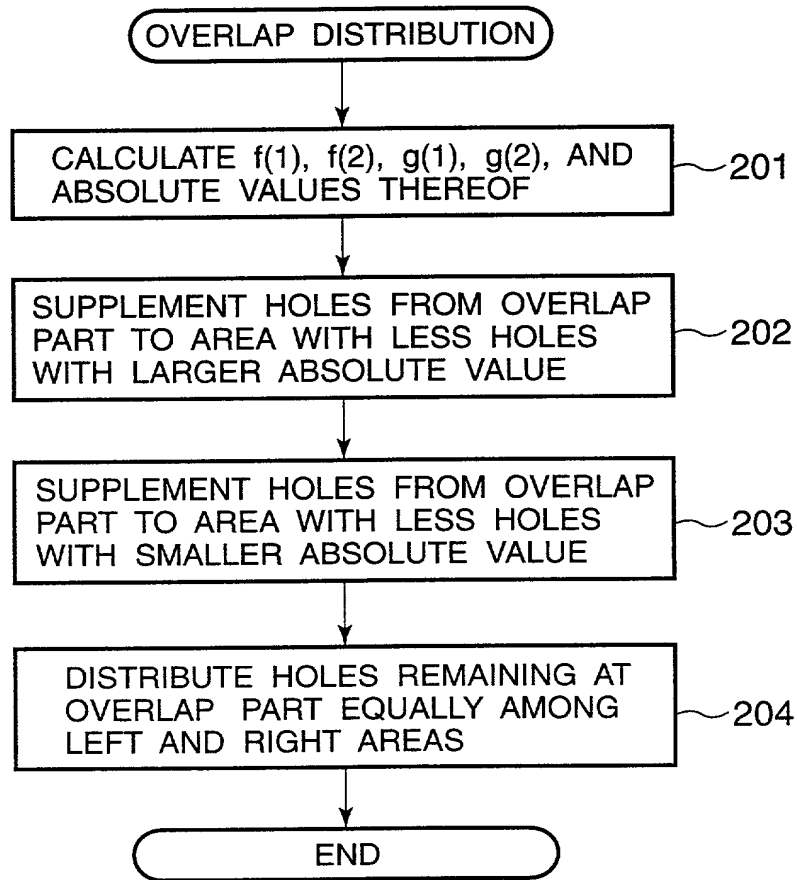 OVERLAP DISTRIBUTION
CALCULATE f(1), f(2), g(1), g(2), AND
ABSOLUTE VALUES THEREOF
201
SUPPLEMENT HOLES FROM OVERLAP
PART TO AREA WITH LESS HOLES
WITH LARGER ABSOLUTE VALUE
202
SUPPLEMENT HOLES FROM OVERLAP
PART TO AREA WITH LESS HOLES
WITH SMALLER ABSOLUTE VALUE
203
DISTRIBUTE HOLES REMAINING AT
OVERLAP PART EQUALLY AMONG
LEFT AND RIGHT AREAS
204
END